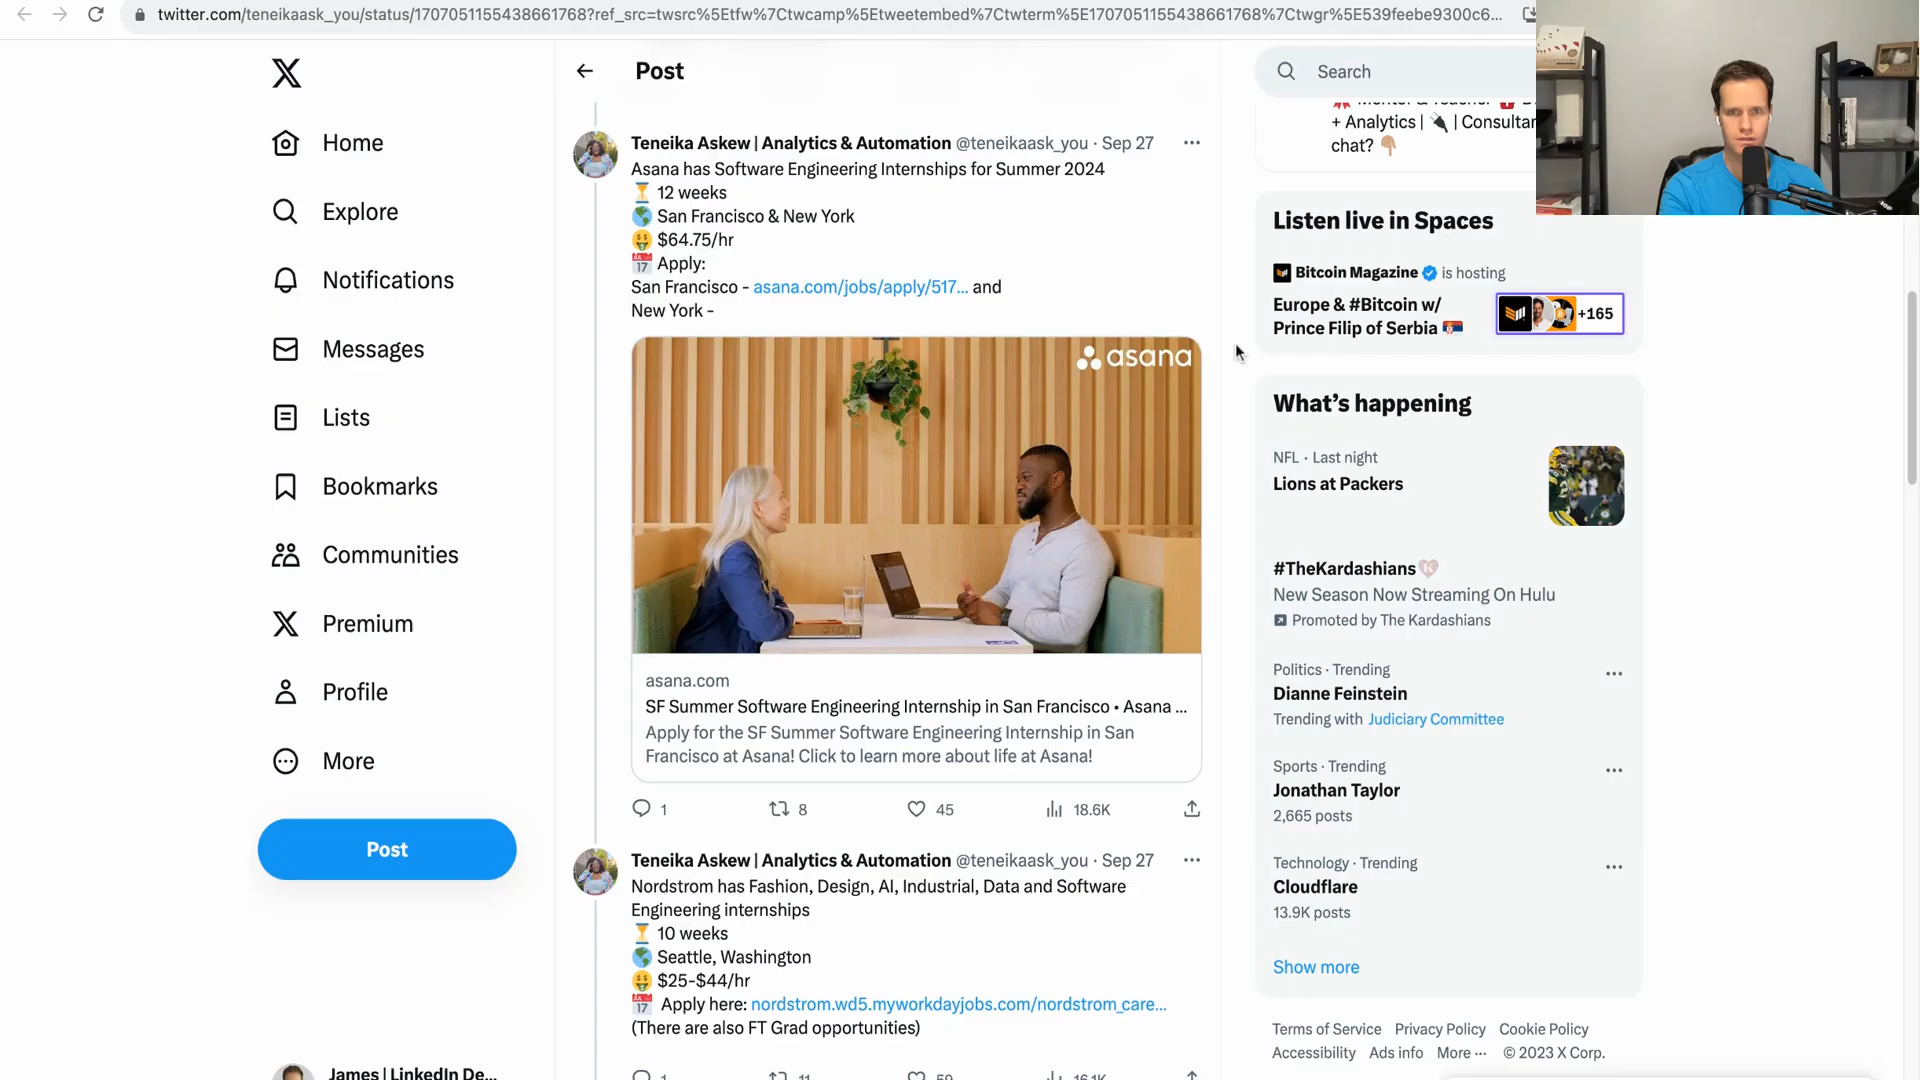 twitter.com/teneikaask_you/status/1707051155438661768?ref_src=twsrc%5Etfw%7Ctwcamp%5Etweetembed%7Ctwterm%5E1707051155438661768%7Ctwgr%5E539feebe9300c6...
Home
Explore
Notifications
Messages
Lists
Bookmarks
Communities
Premium
Profile
More
Post
James | LinkedIn De...
Post
Teneika Askew | Analytics & Automation @teneikaask_you · Sep 27
Asana has Software Engineering Internships for Summer 2024
⏳ 12 weeks
🌎 San Francisco & New York
🤑 $64.75/hr
📅 Apply:
San Francisco - asana.com/jobs/apply/517... and
New York -
asana
asana.com
SF Summer Software Engineering Internship in San Francisco • Asana ...
Apply for the SF Summer Software Engineering Internship in San
Francisco at Asana! Click to learn more about life at Asana!
1 8 45 18.6K
Teneika Askew | Analytics & Automation @teneikaask_you · Sep 27
Nordstrom has Fashion, Design, AI, Industrial, Data and Software
Engineering internships
⏳ 10 weeks
🌎 Seattle, Washington
🤑 $25-$44/hr
📅 Apply here: nordstrom.wd5.myworkdayjobs.com/nordstrom_care...
(There are also FT Grad opportunities)
1 11 59 16.1K
Search
+ Analytics | 🔌 | Consultan
chat? 👇🏽
Listen live in Spaces
Bitcoin Magazine is hosting
Europe & #Bitcoin w/
Prince Filip of Serbia 🇷🇸
+165
What's happening
NFL · Last night
Lions at Packers
#TheKardashians
New Season Now Streaming On Hulu
Promoted by The Kardashians
Politics · Trending
Dianne Feinstein
Trending with Judiciary Committee
Sports · Trending
Jonathan Taylor
2,665 posts
Technology · Trending
Cloudflare
13.9K posts
Show more
Terms of Service Privacy Policy Cookie Policy
Accessibility Ads info More ··· © 2023 X Corp.